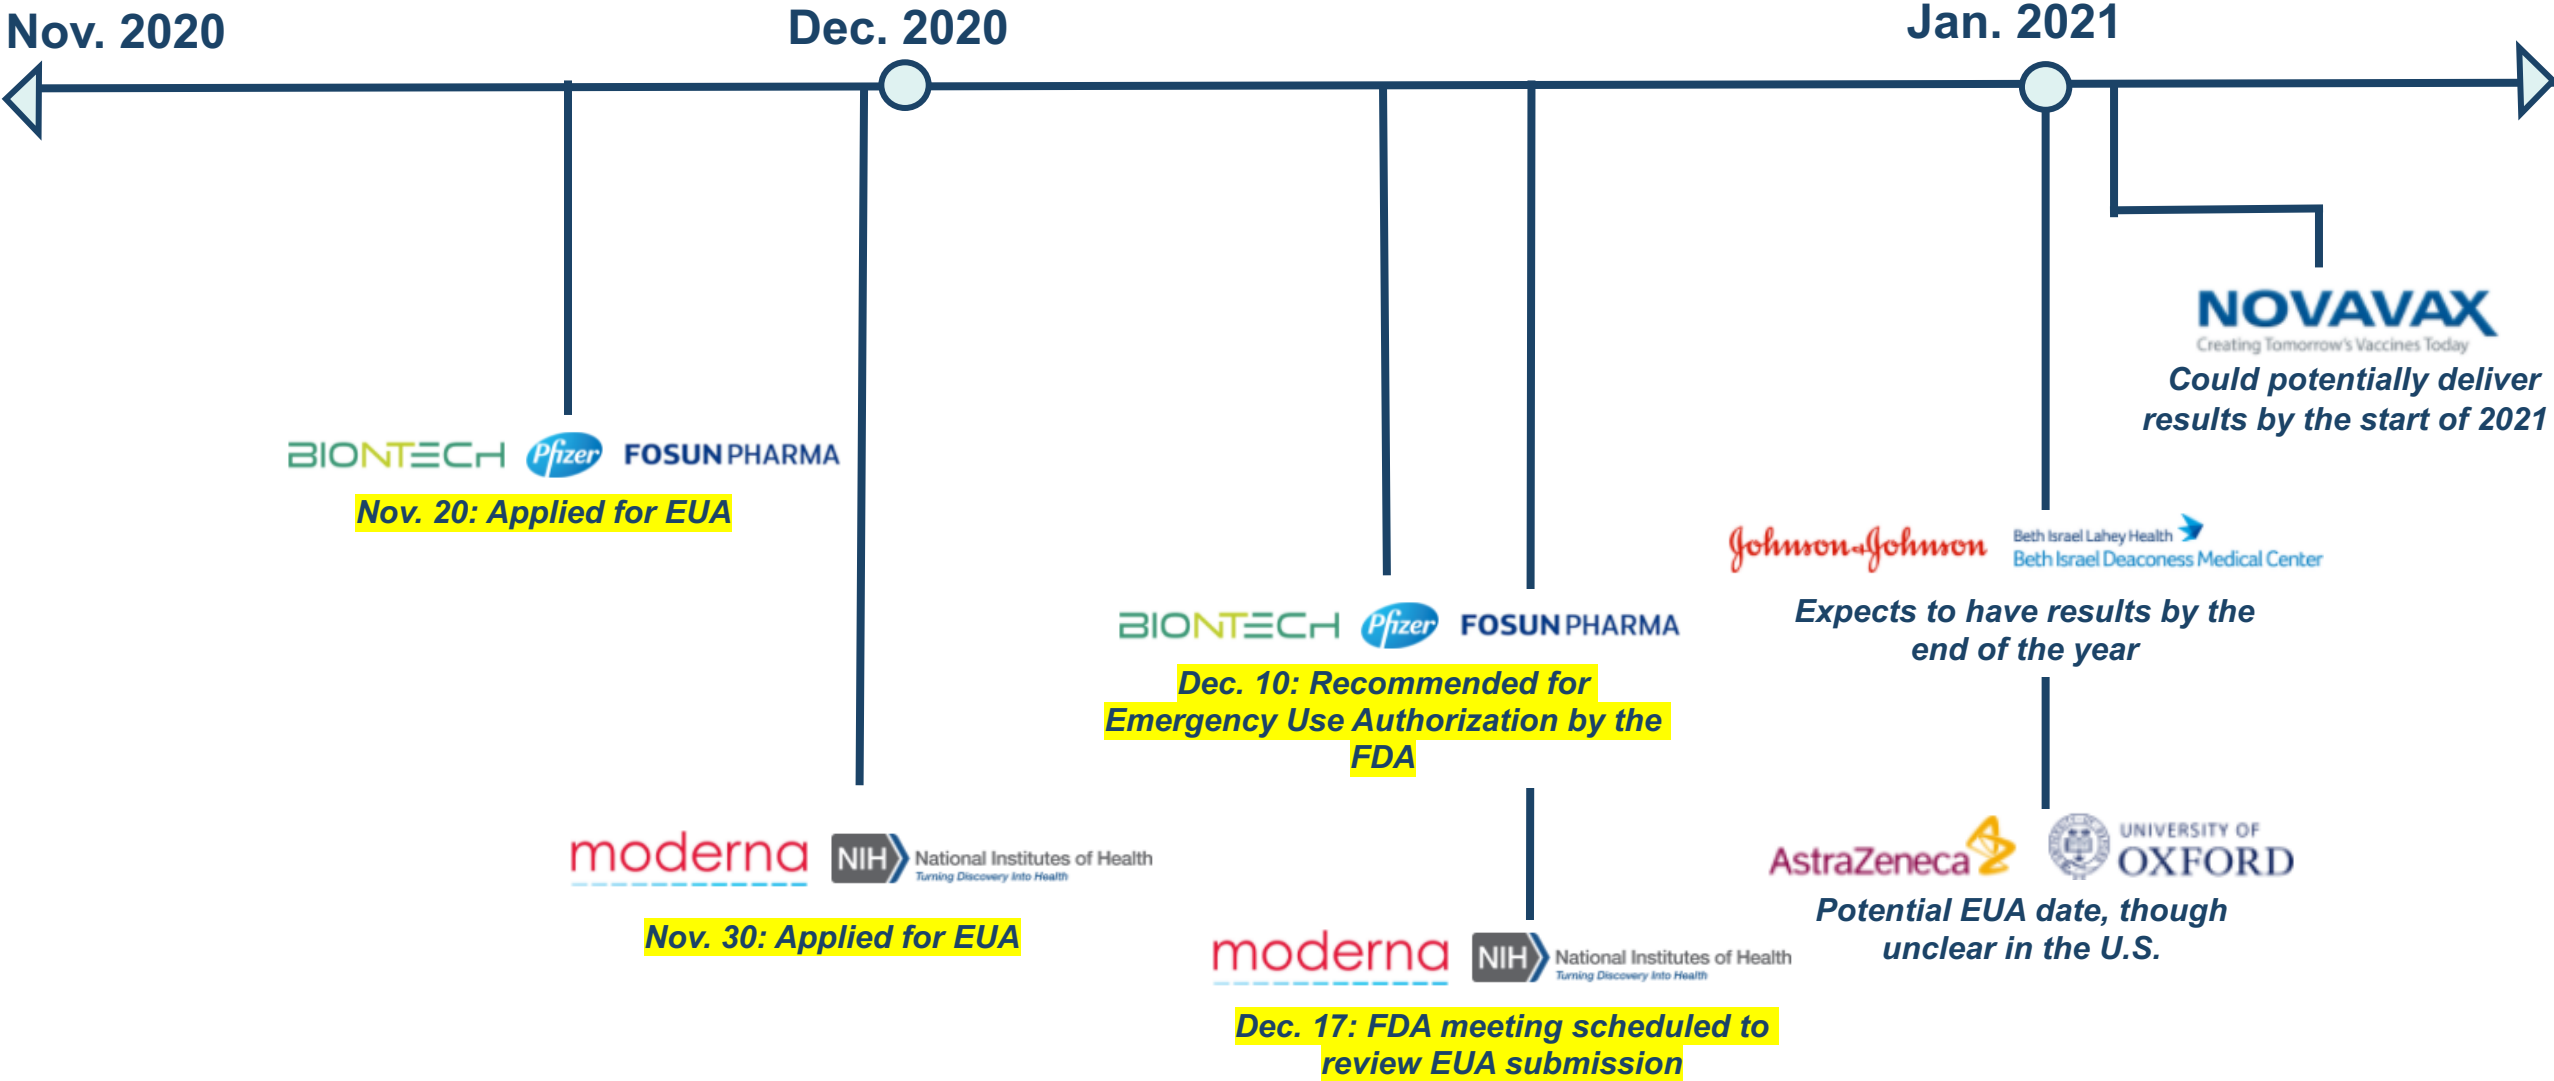 Nov. 2020
Dec. 2020
Jan. 2021
NOVAVAX
Creating Tomorrow's Vaccines Today
Could potentially deliver
results by the start of 2021
BIONTECH Pfizer FOSUN PHARMA
Nov. 20: Applied for EUA
Johnson & Johnson
Beth Israel Lahey Health
Beth Israel Deaconess Medical Center
Expects to have results by the
end of the year
BIONTECH Pfizer FOSUN PHARMA
Dec. 10: Recommended for
Emergency Use Authorization by the
FDA
moderna
NIH National Institutes of Health
Turning Discovery Into Health
Nov. 30: Applied for EUA
AstraZeneca
UNIVERSITY OF
OXFORD
Potential EUA date, though
unclear in the U.S.
moderna
NIH National Institutes of Health
Turning Discovery Into Health
Dec. 17: FDA meeting scheduled to
review EUA submission